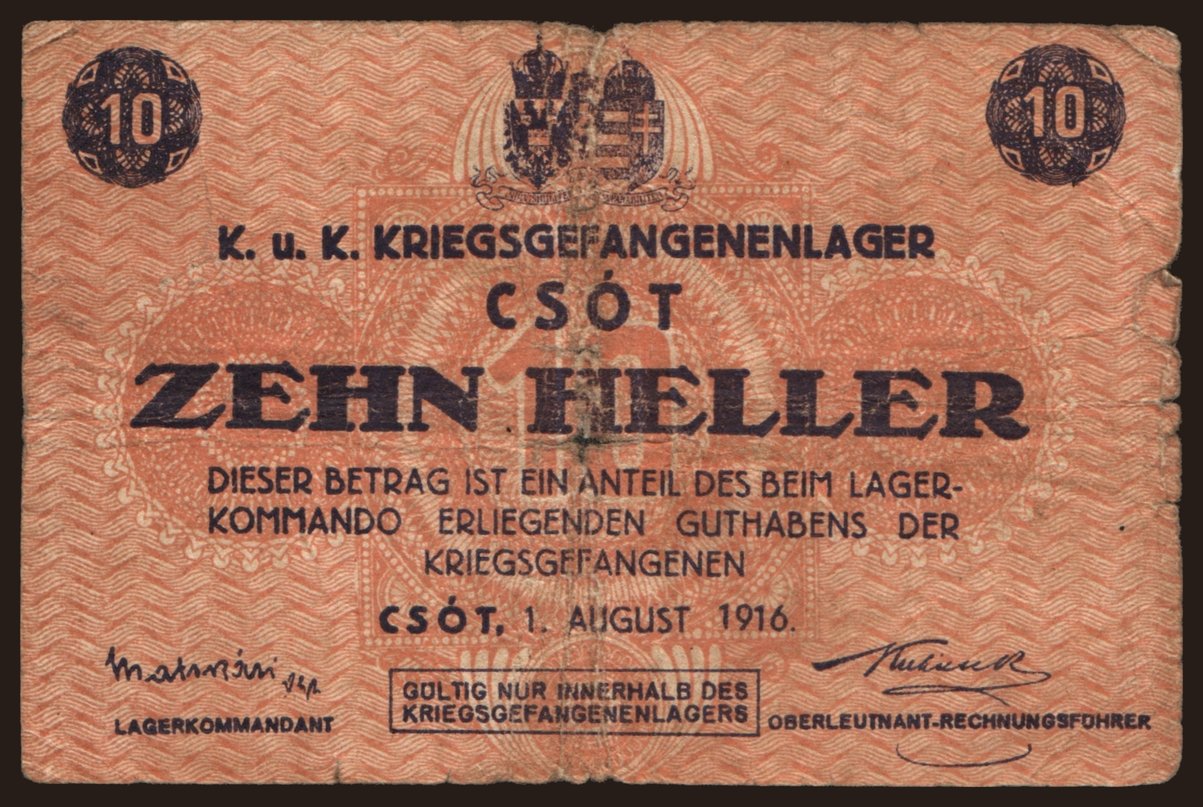 10 10
K. u. K. KRIEGSGEFANGENENLAGER
CSÓT
ZEHN HELLER
10
DIESER BETRAG IST EIN ANTEIL DES BEIM LAGER-
KOMMANDO ERLIEGENDEN GUTHABENS DER
KRIEGSGEFANGENEN
CSÓT, 1. AUGUST 1916.
GÜLTIG NUR INNERHALB DES
KRIEGSGEFANGENENLAGERS
LAGERKOMMANDANT
OBERLEUTNANT-RECHNUNGSFÜHRER